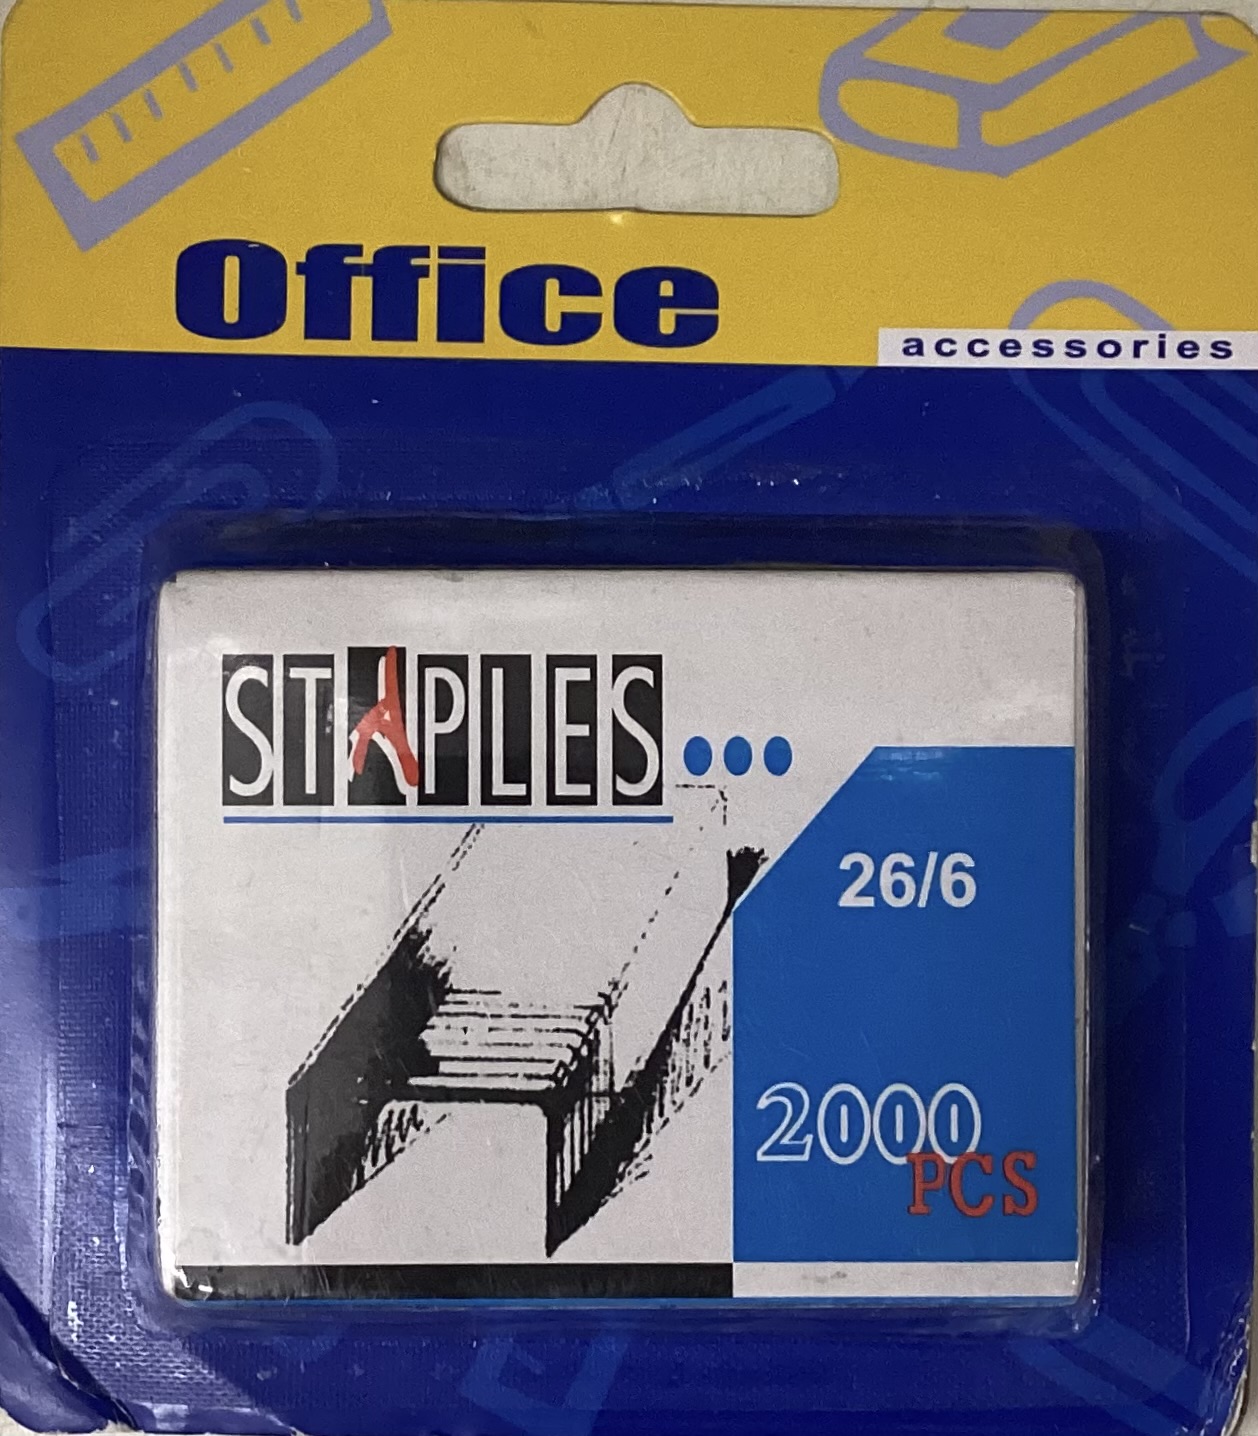 Office
accessories
STAPLES
26/6
2000
PCS